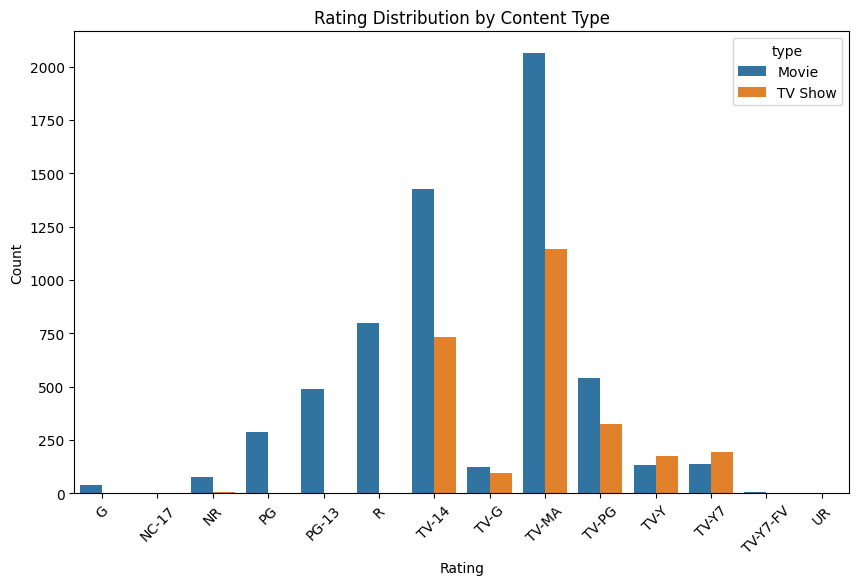 Rating Distribution by Content Type
type
Movie
TV Show
Count
2000
1750
1500
1250
1000
750
500
250
0
G
NC-17
NR
PG
PG-13
R
TV-14
TV-G
TV-MA
TV-PG
TV-Y
TV-Y7
TV-Y7-FV
UR
Rating